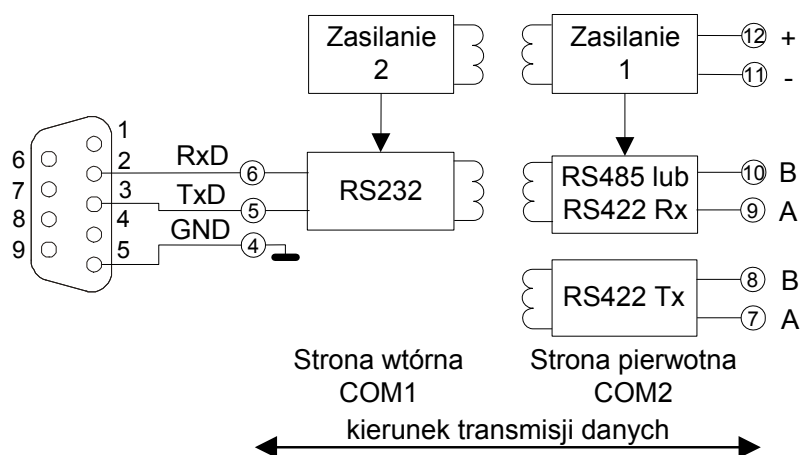 Zasilanie
2
Zasilanie
1
12 +
11 -
1
6
2
7
3
8
4
9
5
RxD
6
TxD
5
GND
4
RS232
RS485 lub
RS422 Rx
10 B
9 A
RS422 Tx
8 B
7 A
Strona wtórna
COM1
Strona pierwotna
COM2
kierunek transmisji danych